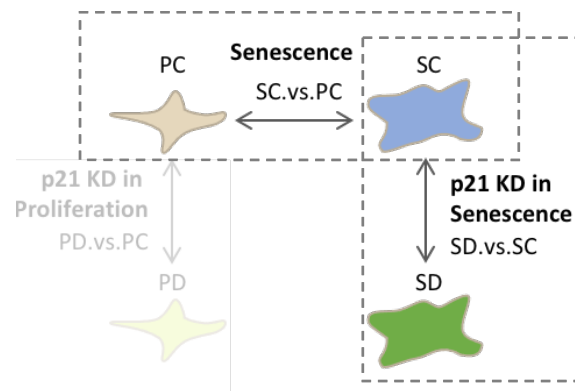 Senescence
PC
SC
SC.vs.PC
p21 KD in
Proliferation
PD.vs.PC
p21 KD in
Senescence
SD.vs.SC
PD
SD